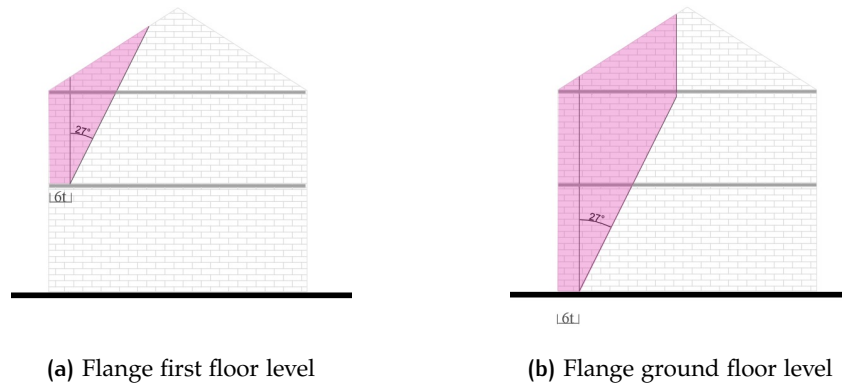 27°
6t
27°
6t
(a) Flange first floor level
(b) Flange ground floor level